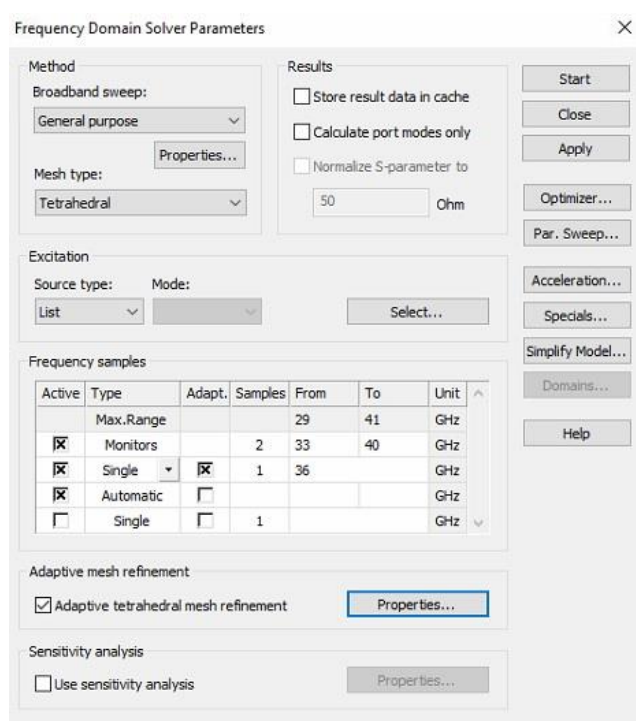 Frequency Domain Solver Parameters
Method
Broadband sweep:
General purpose
Properties...
Mesh type:
Tetrahedral
Results
Store result data in cache
Calculate port modes only
Normalize S-parameter to
50 Ohm
Start
Close
Apply
Optimizer...
Par. Sweep...
Acceleration...
Specials...
Simplify Model...
Domains...
Help
Excitation
Source type: Mode:
List
Select...
Frequency samples
Active Type Adapt. Samples From To Unit
Max.Range 29 41 GHz
Monitors 2 33 40 GHz
Single 1 36 GHz
Automatic GHz
Single 1 GHz
Adaptive mesh refinement
Adaptive tetrahedral mesh refinement Properties...
Sensitivity analysis
Use sensitivity analysis Properties...